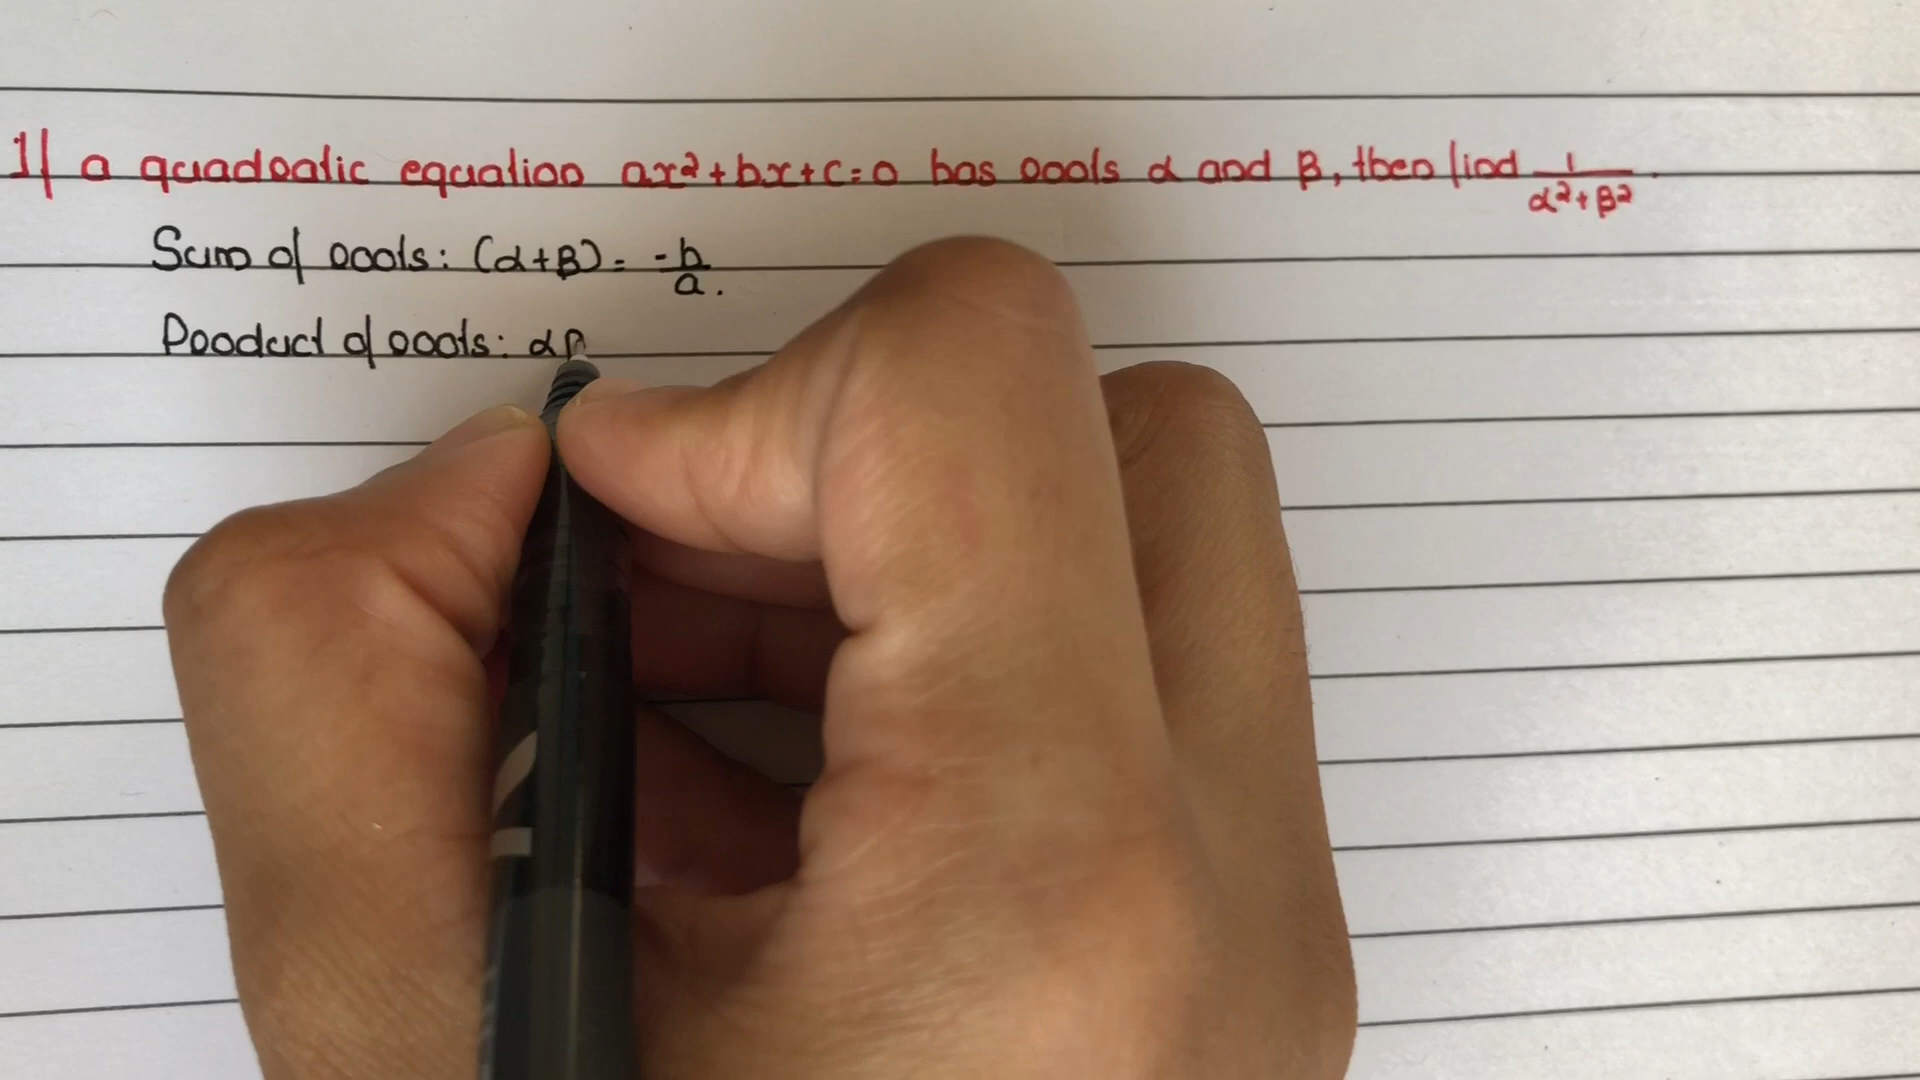 If a quadratic equation ax²+bx+c=0 has roots α and β, then find 1/(α²+β²).
Sum of roots: (α+β) = -b/a.
Product of roots: αβ